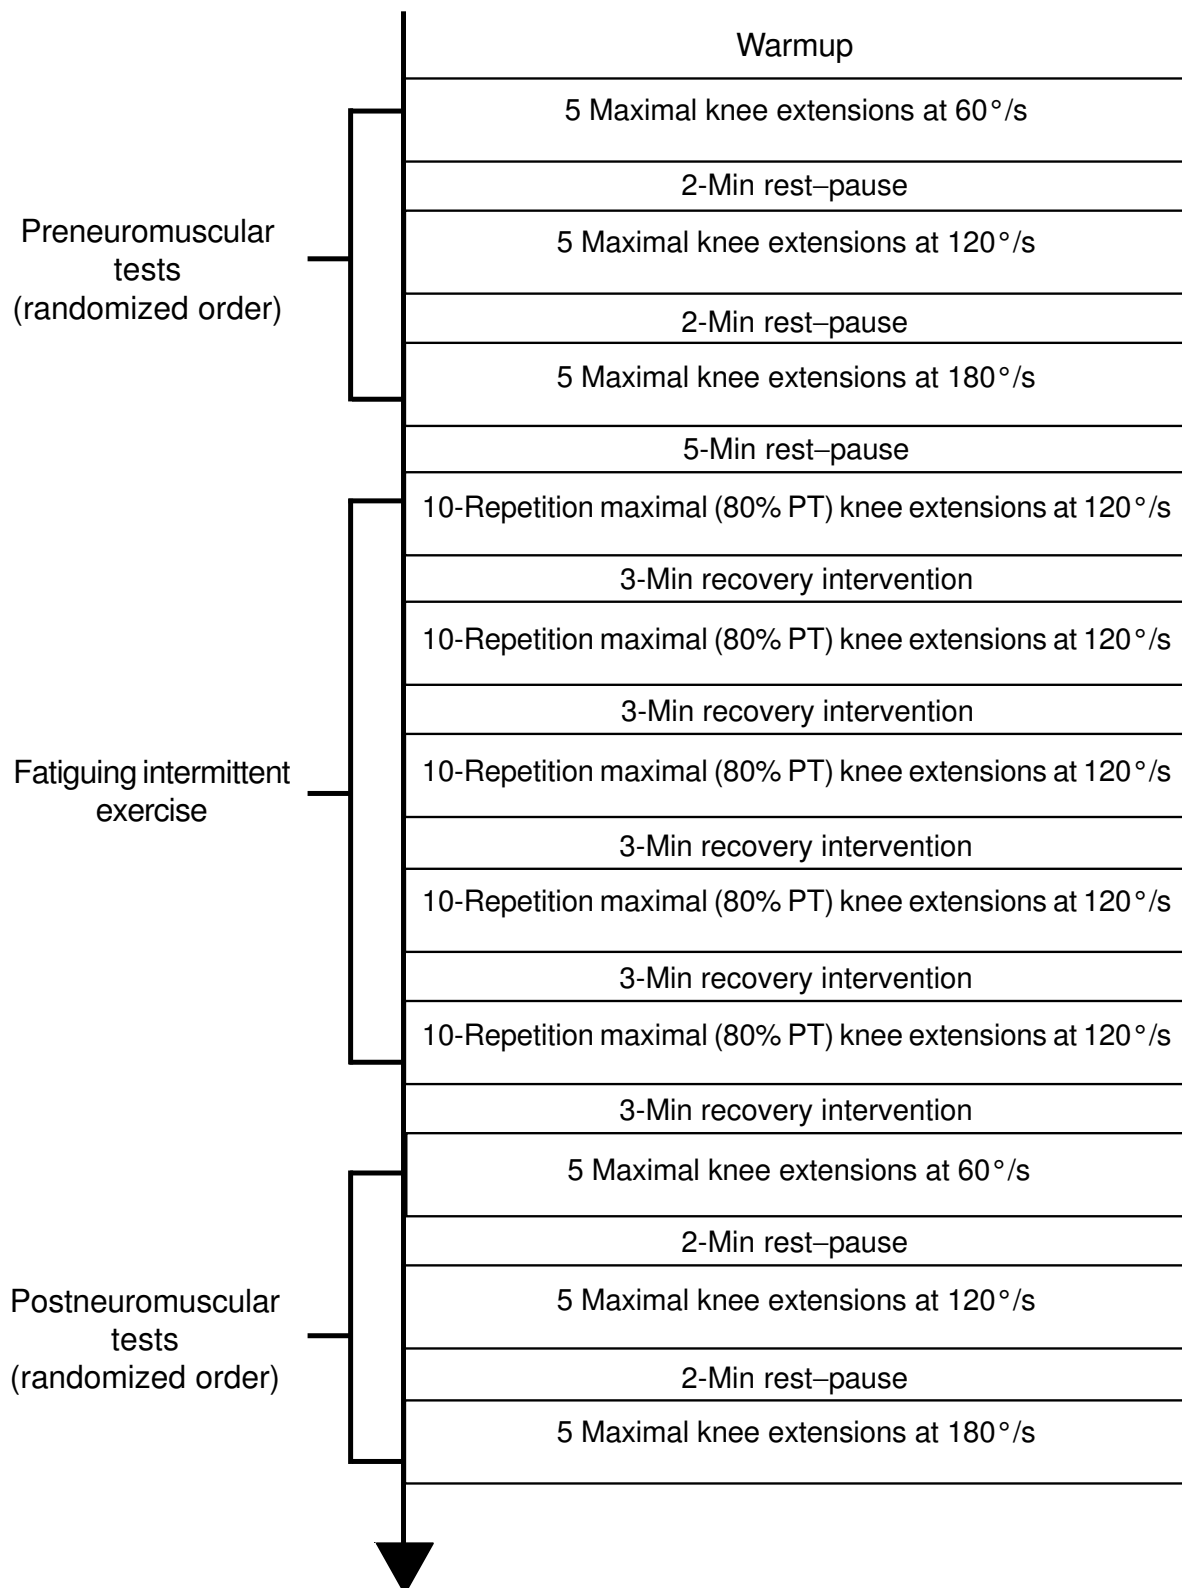 Warmup
5 Maximal knee extensions at 60°/s
2-Min rest–pause
Preneuromuscular
tests
(randomized order)
5 Maximal knee extensions at 120°/s
2-Min rest–pause
5 Maximal knee extensions at 180°/s
5-Min rest–pause
10-Repetition maximal (80% PT) knee extensions at 120°/s
3-Min recovery intervention
10-Repetition maximal (80% PT) knee extensions at 120°/s
3-Min recovery intervention
Fatiguing intermittent
exercise
10-Repetition maximal (80% PT) knee extensions at 120°/s
3-Min recovery intervention
10-Repetition maximal (80% PT) knee extensions at 120°/s
3-Min recovery intervention
10-Repetition maximal (80% PT) knee extensions at 120°/s
3-Min recovery intervention
5 Maximal knee extensions at 60°/s
2-Min rest–pause
Postneuromuscular
tests
(randomized order)
5 Maximal knee extensions at 120°/s
2-Min rest–pause
5 Maximal knee extensions at 180°/s